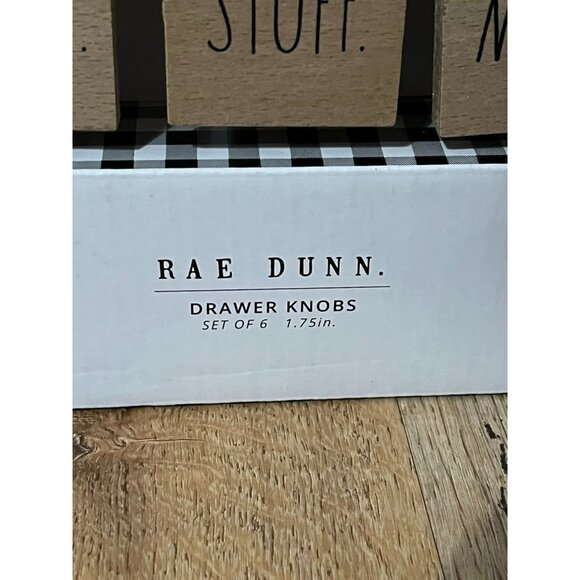 STUFF.
RAE DUNN.
DRAWER KNOBS
SET OF 6 1.75in.